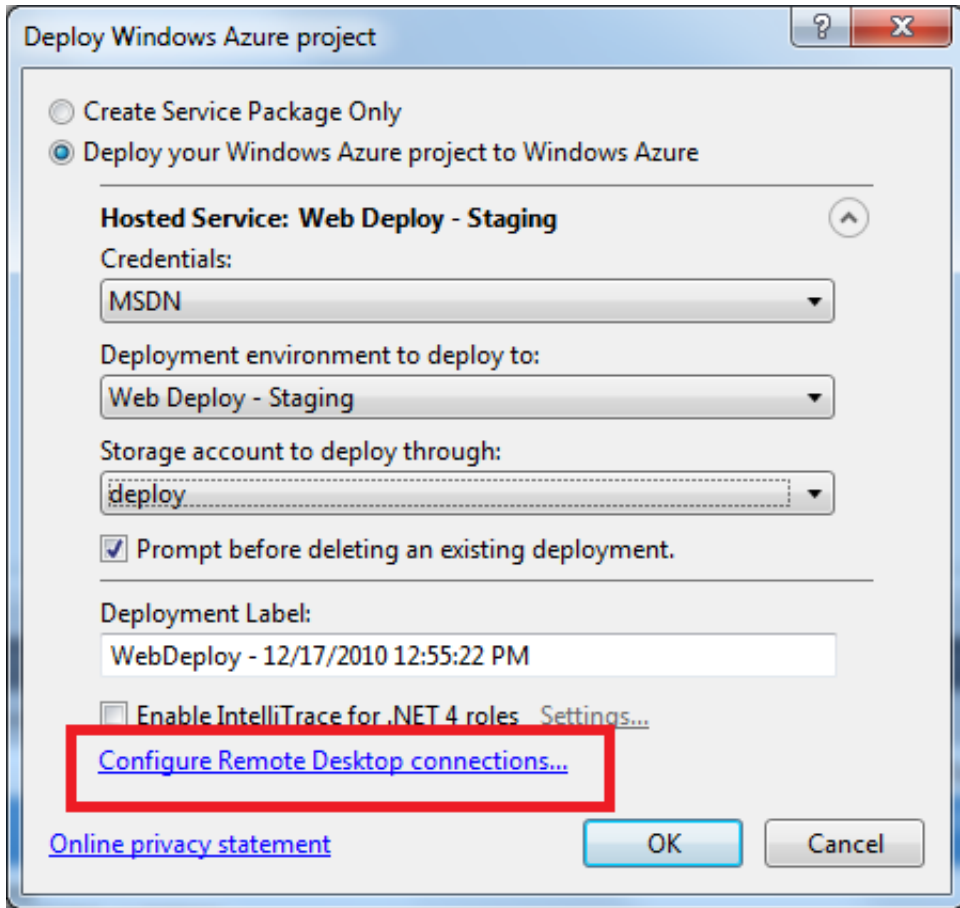 Deploy Windows Azure project
?
Create Service Package Only
Deploy your Windows Azure project to Windows Azure
Hosted Service: Web Deploy - Staging
Credentials:
MSDN
Deployment environment to deploy to:
Web Deploy - Staging
Storage account to deploy through:
deploy
Prompt before deleting an existing deployment.
Deployment Label:
WebDeploy - 12/17/2010 12:55:22 PM
Enable IntelliTrace for .NET 4 roles Settings...
Configure Remote Desktop connections...
Online privacy statement OK Cancel